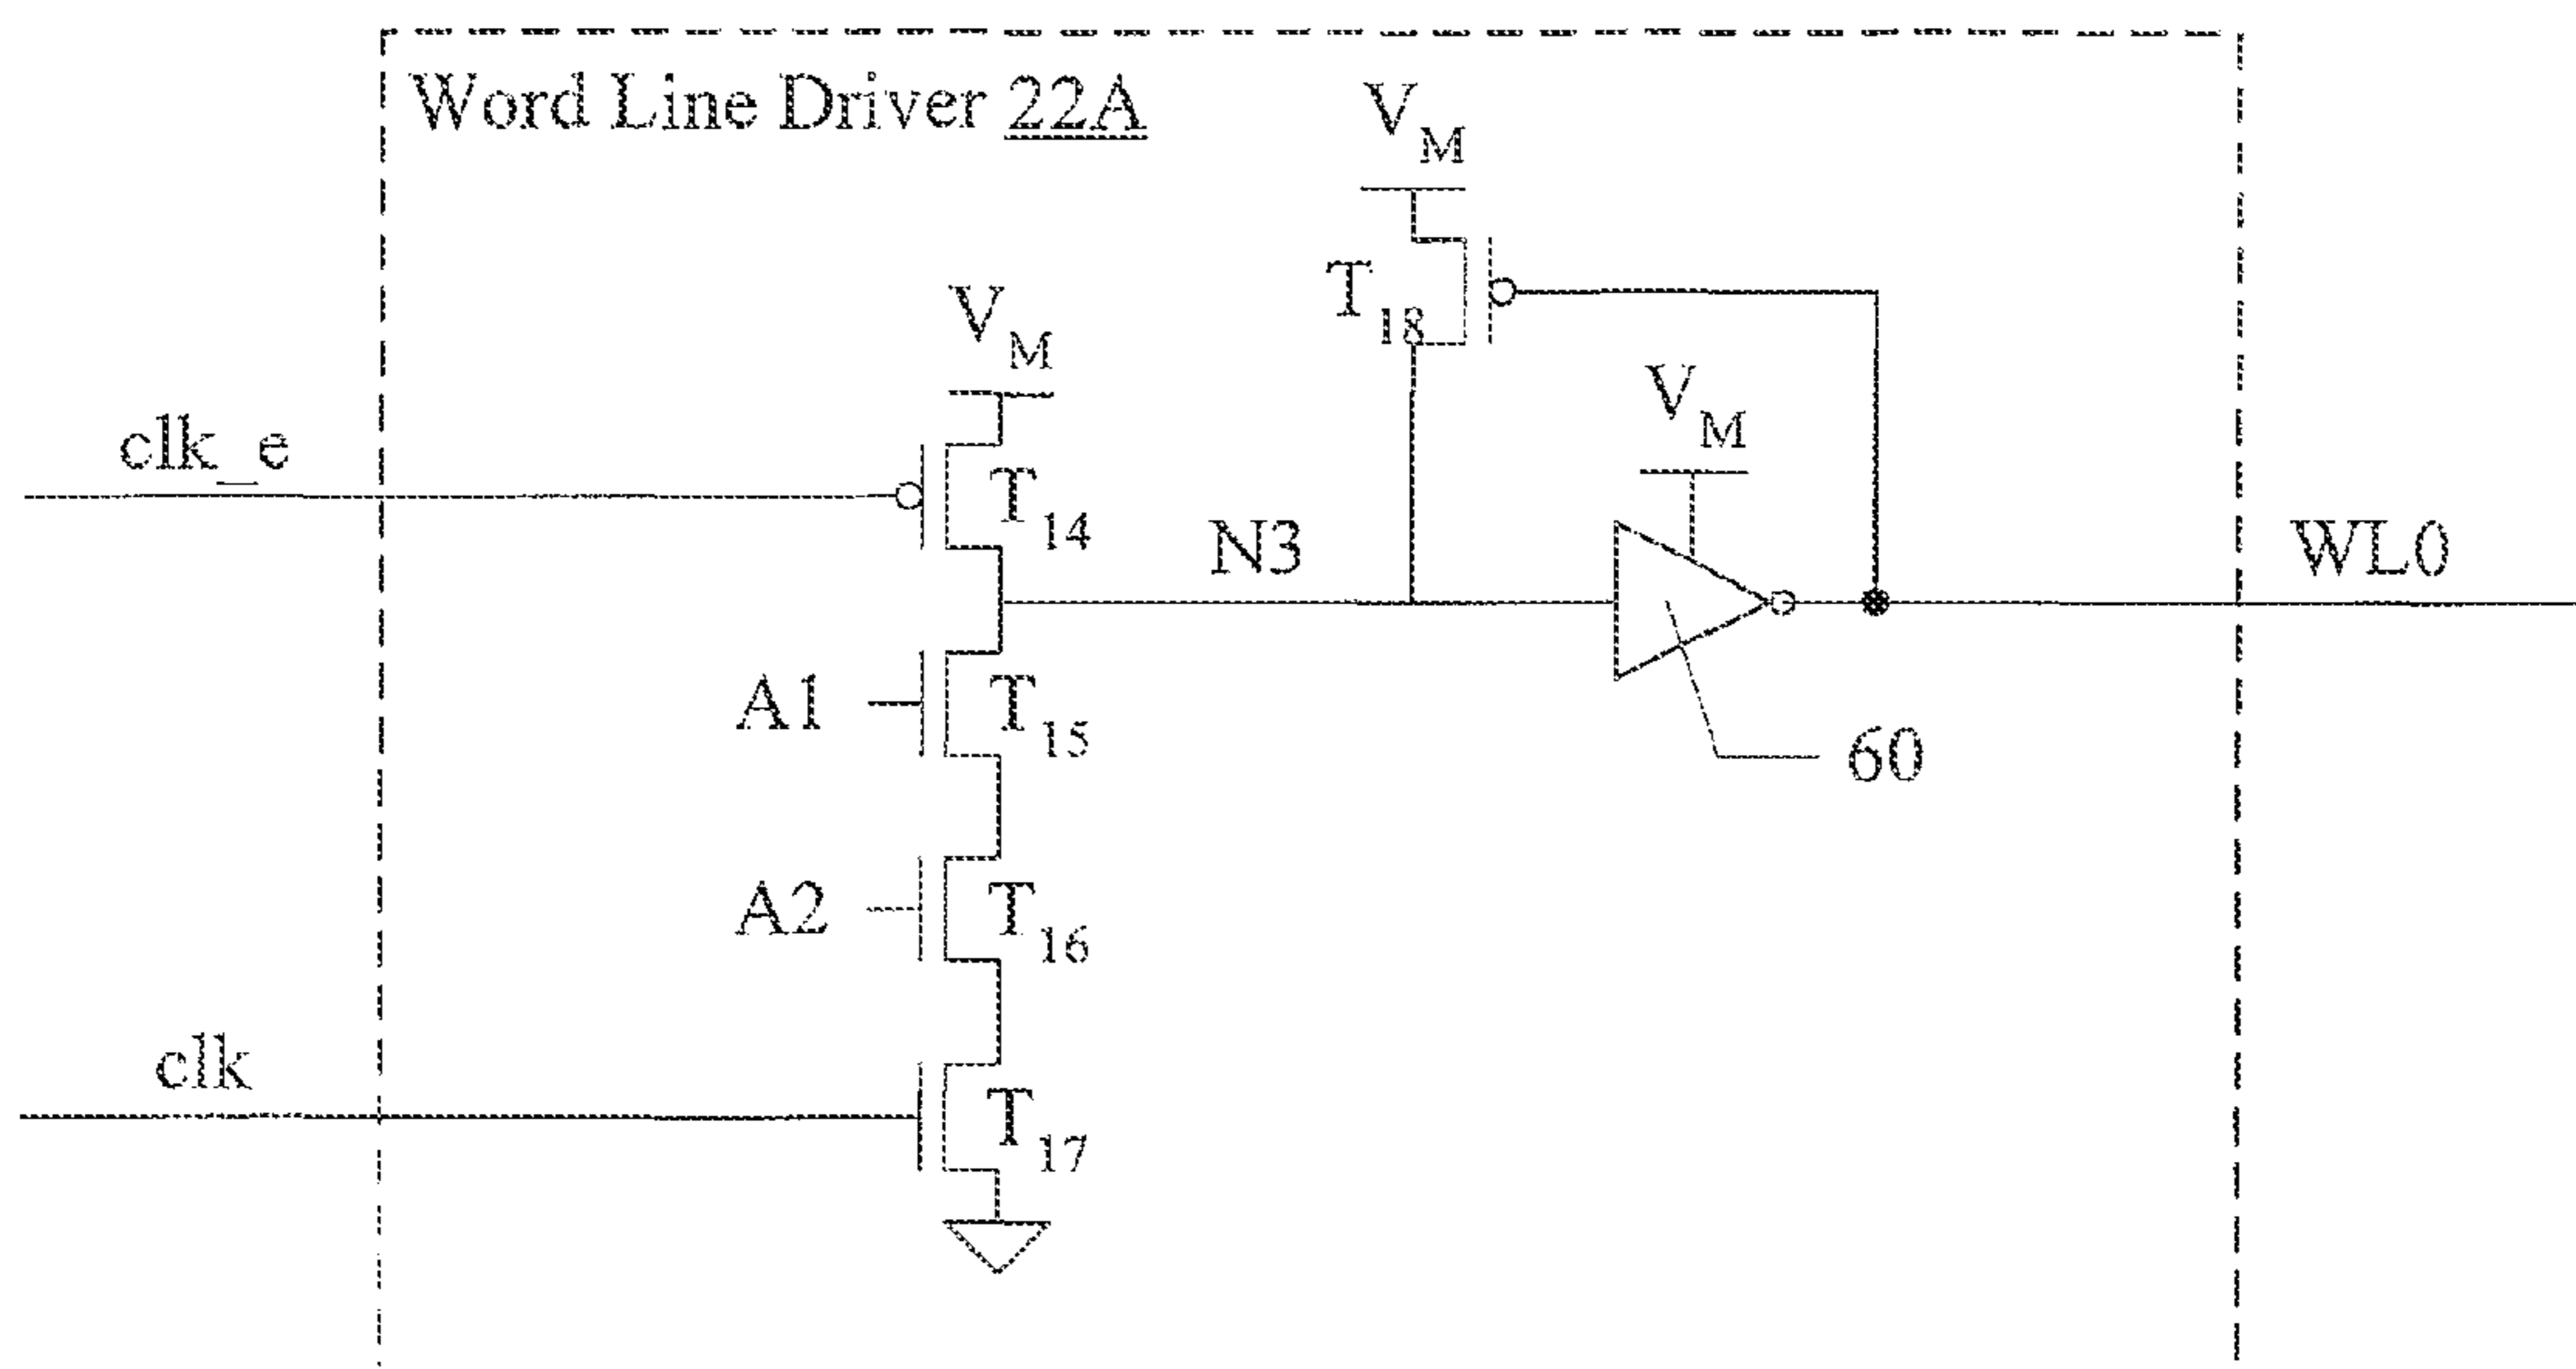 Word Line Driver 22A
V_M
T_18
V_M
V_M
clk_e
T_14
N3
WL0
A1
T_15
60
A2
T_16
clk
T_17